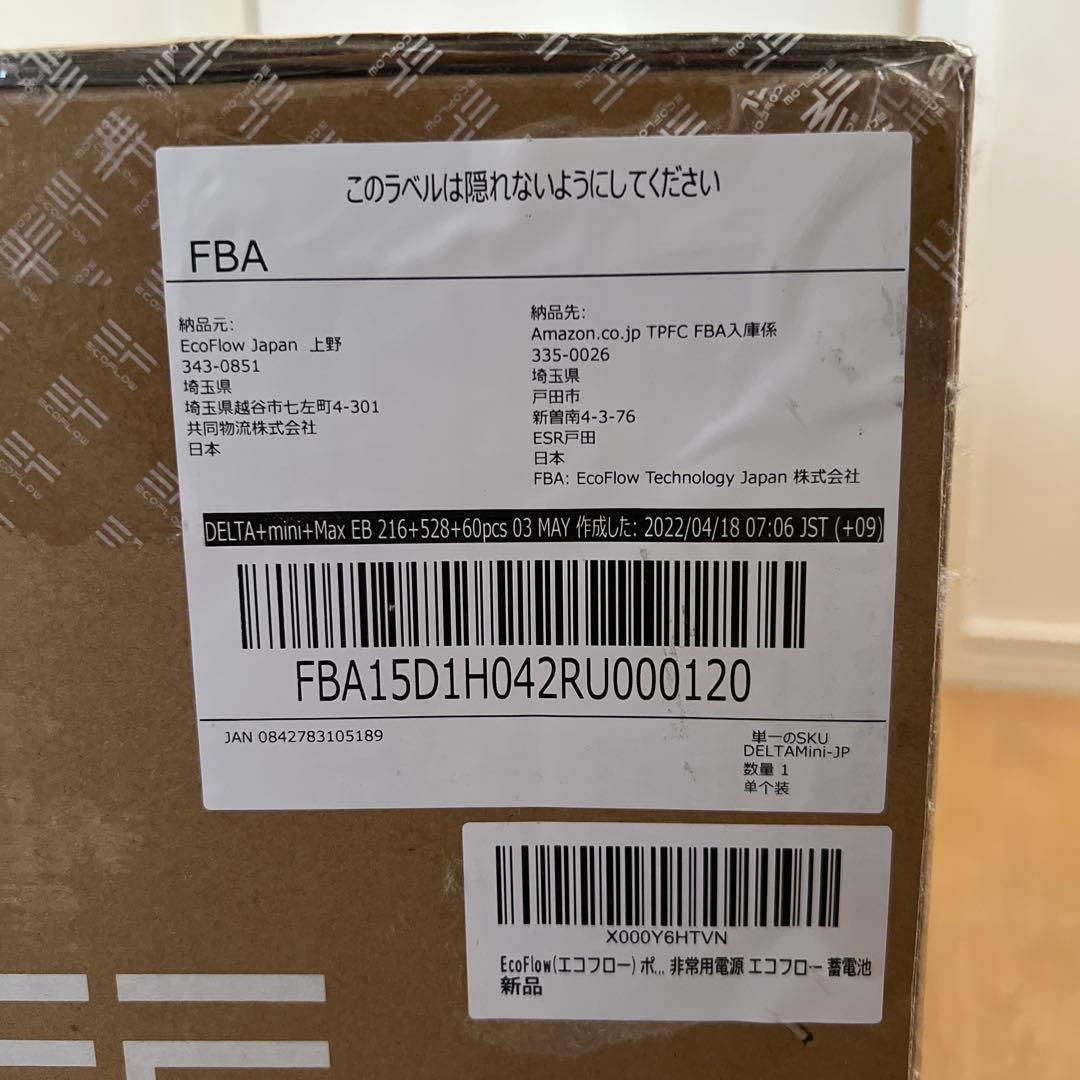 このラベルは隠れないようにしてください
FBA
納品元:
EcoFlow Japan 上野
343-0851
埼玉県
埼玉県越谷市七左町4-301
共同物流株式会社
日本
納品先:
Amazon.co.jp TPFC FBA入庫係
335-0026
埼玉県
戸田市
新曽南4-3-76
ESR戸田
日本
FBA: EcoFlow Technology Japan 株式会社
DELTA+mini+Max EB 216+528+60pcs 03 MAY 作成した: 2022/04/18 07:06 JST (+09)
FBA15D1H042RU000120
JAN 0842783105189
単一のSKU
DELTAMini-JP
数量 1
单个装
X000Y6HTVN
EcoFlow(エコフロー) ポ... 非常用電源 エコフロー 蓄電池
新品
ECOFLOW
ECOFLOW
ECOFLOW
ECOFLOW
ECOFLOW